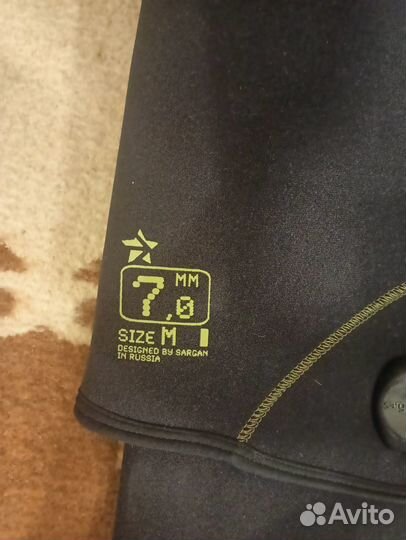 7,0 MM
SIZE M
DESIGNED BY SARGAN
IN RUSSIA
Avito